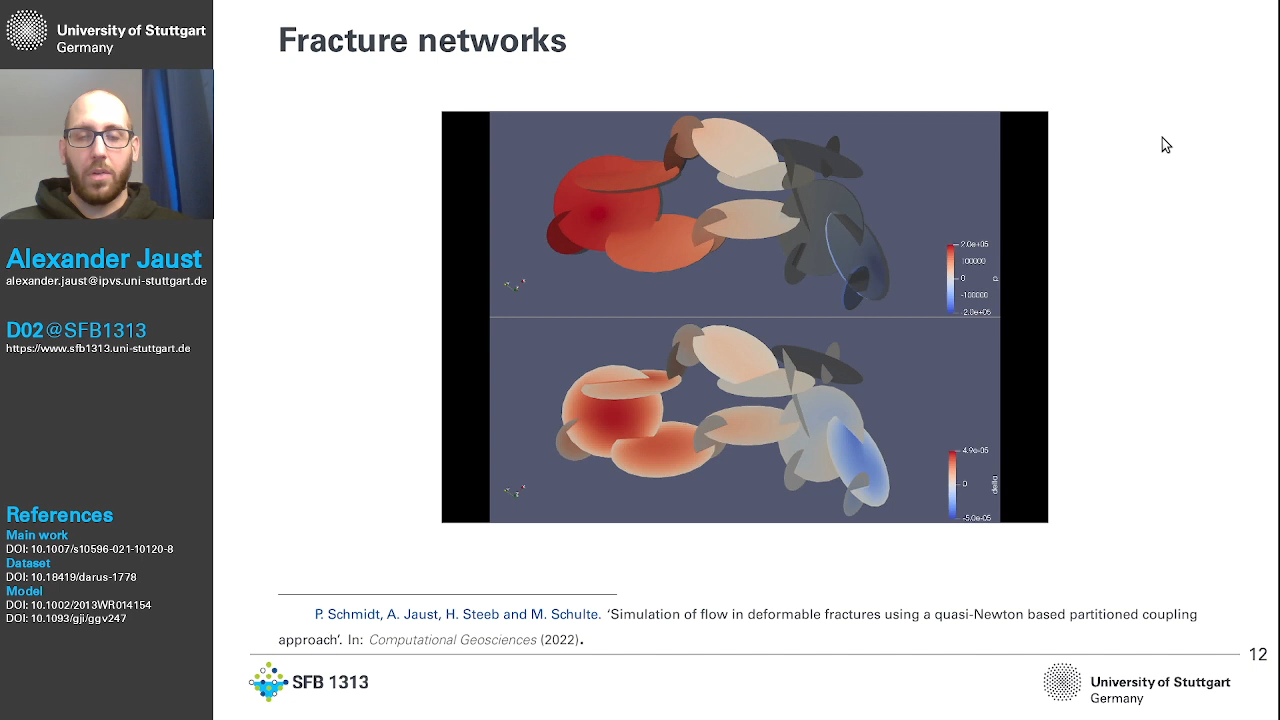 University of Stuttgart
Germany
Alexander Jaust
alexander.jaust@ipvs.uni-stuttgart.de
D02@SFB1313
https://www.sfb1313.uni-stuttgart.de
References
Main work
DOI: 10.1007/s10596-021-10120-8
Dataset
DOI: 10.18419/darus-1778
Model
DOI: 10.1002/2013WR014154
DOI: 10.1093/gji/ggv247
Fracture networks
2.0e+05
100000
0
p
-100000
-2.0e+05
4.9e-05
0
delta
-5.0e-05
P. Schmidt, A. Jaust, H. Steeb and M. Schulte. ‘Simulation of flow in deformable fractures using a quasi-Newton based partitioned coupling
approach’. In: Computational Geosciences (2022).
12
SFB 1313
University of Stuttgart
Germany